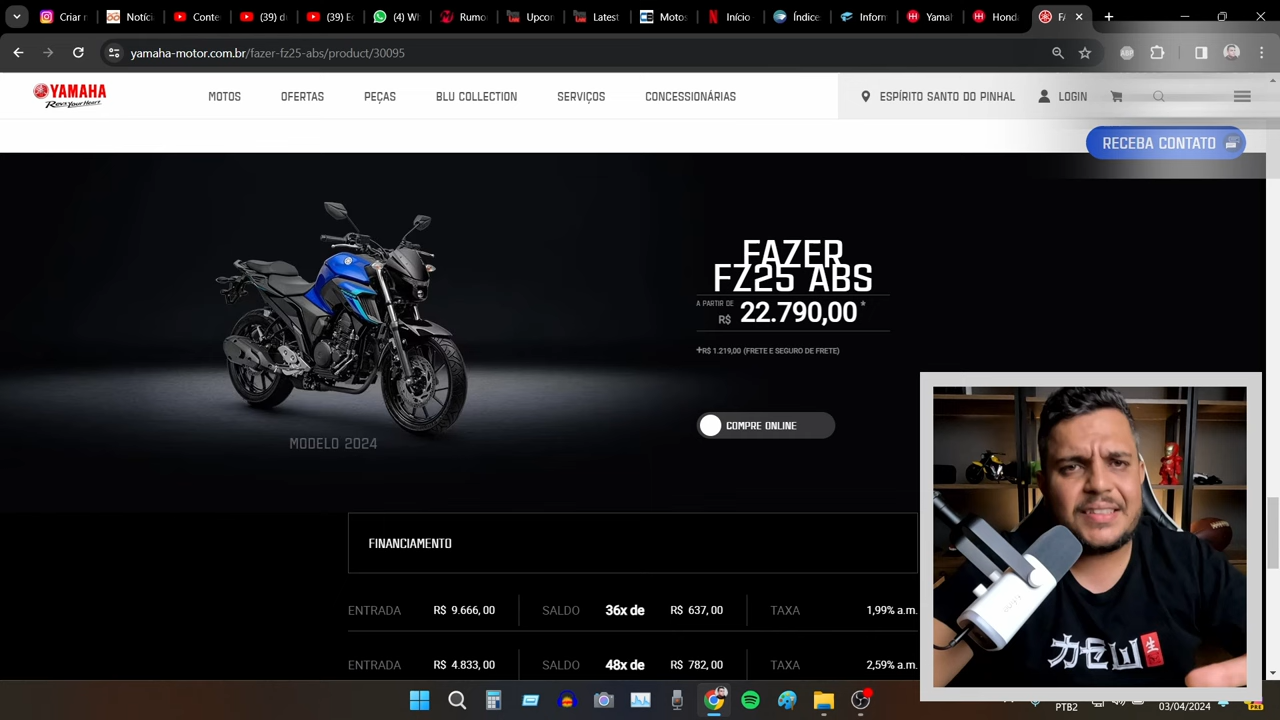 Criar r
Notíci
Conte
(39) d
(39) E
(4) W
Rumo
Upcor
Latest
Motos
Início
Índice
Inforn
Yamal
Hond
FA
yamaha-motor.com.br/fazer-fz25-abs/product/30095
YAMAHA
Revs Your Heart
MOTOS
OFERTAS
PEÇAS
BLU COLLECTION
SERVIÇOS
CONCESSIONÁRIAS
ESPÍRITO SANTO DO PINHAL
LOGIN
RECEBA CONTATO
FAZER
FZ25 ABS
A PARTIR DE
R$ 22.790,00 *
+R$ 1.219,00 (FRETE E SEGURO DE FRETE)
COMPRE ONLINE
MODELO 2024
FINANCIAMENTO
ENTRADA R$ 9.666, 00 SALDO 36x de R$ 637, 00 TAXA 1,99% a.m.
ENTRADA R$ 4.833, 00 SALDO 48x de R$ 782, 00 TAXA 2,59% a.m.
PTB2
03/04/2024
PRE